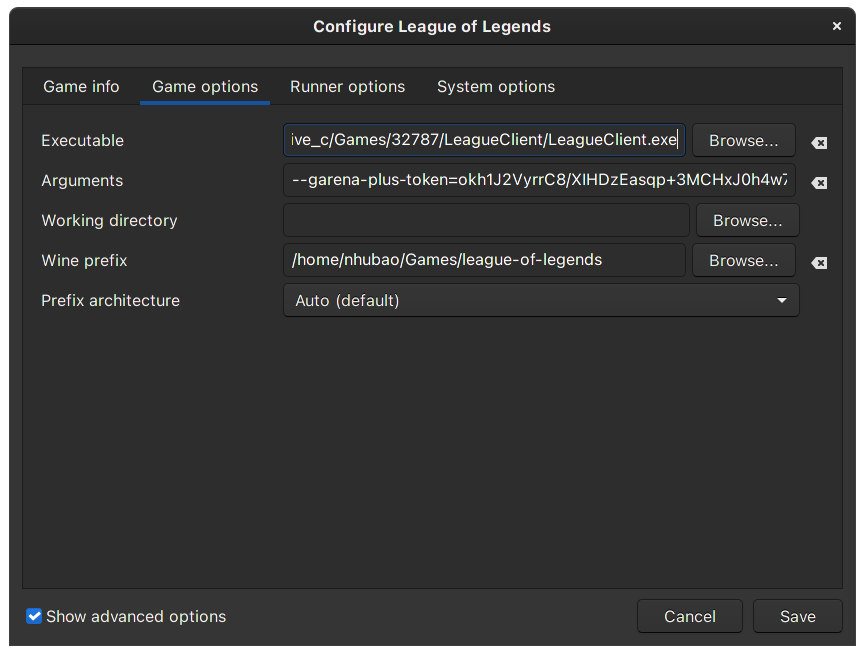 Configure League of Legends
Game info Game options Runner options System options
Executable ive_c/Games/32787/LeagueClient/LeagueClient.exe Browse...
Arguments --garena-plus-token=okh1J2VyrrC8/XIHDzEasqp+3MCHxJ0h4w7
Working directory Browse...
Wine prefix /home/nhubao/Games/league-of-legends Browse...
Prefix architecture Auto (default)
Show advanced options Cancel Save